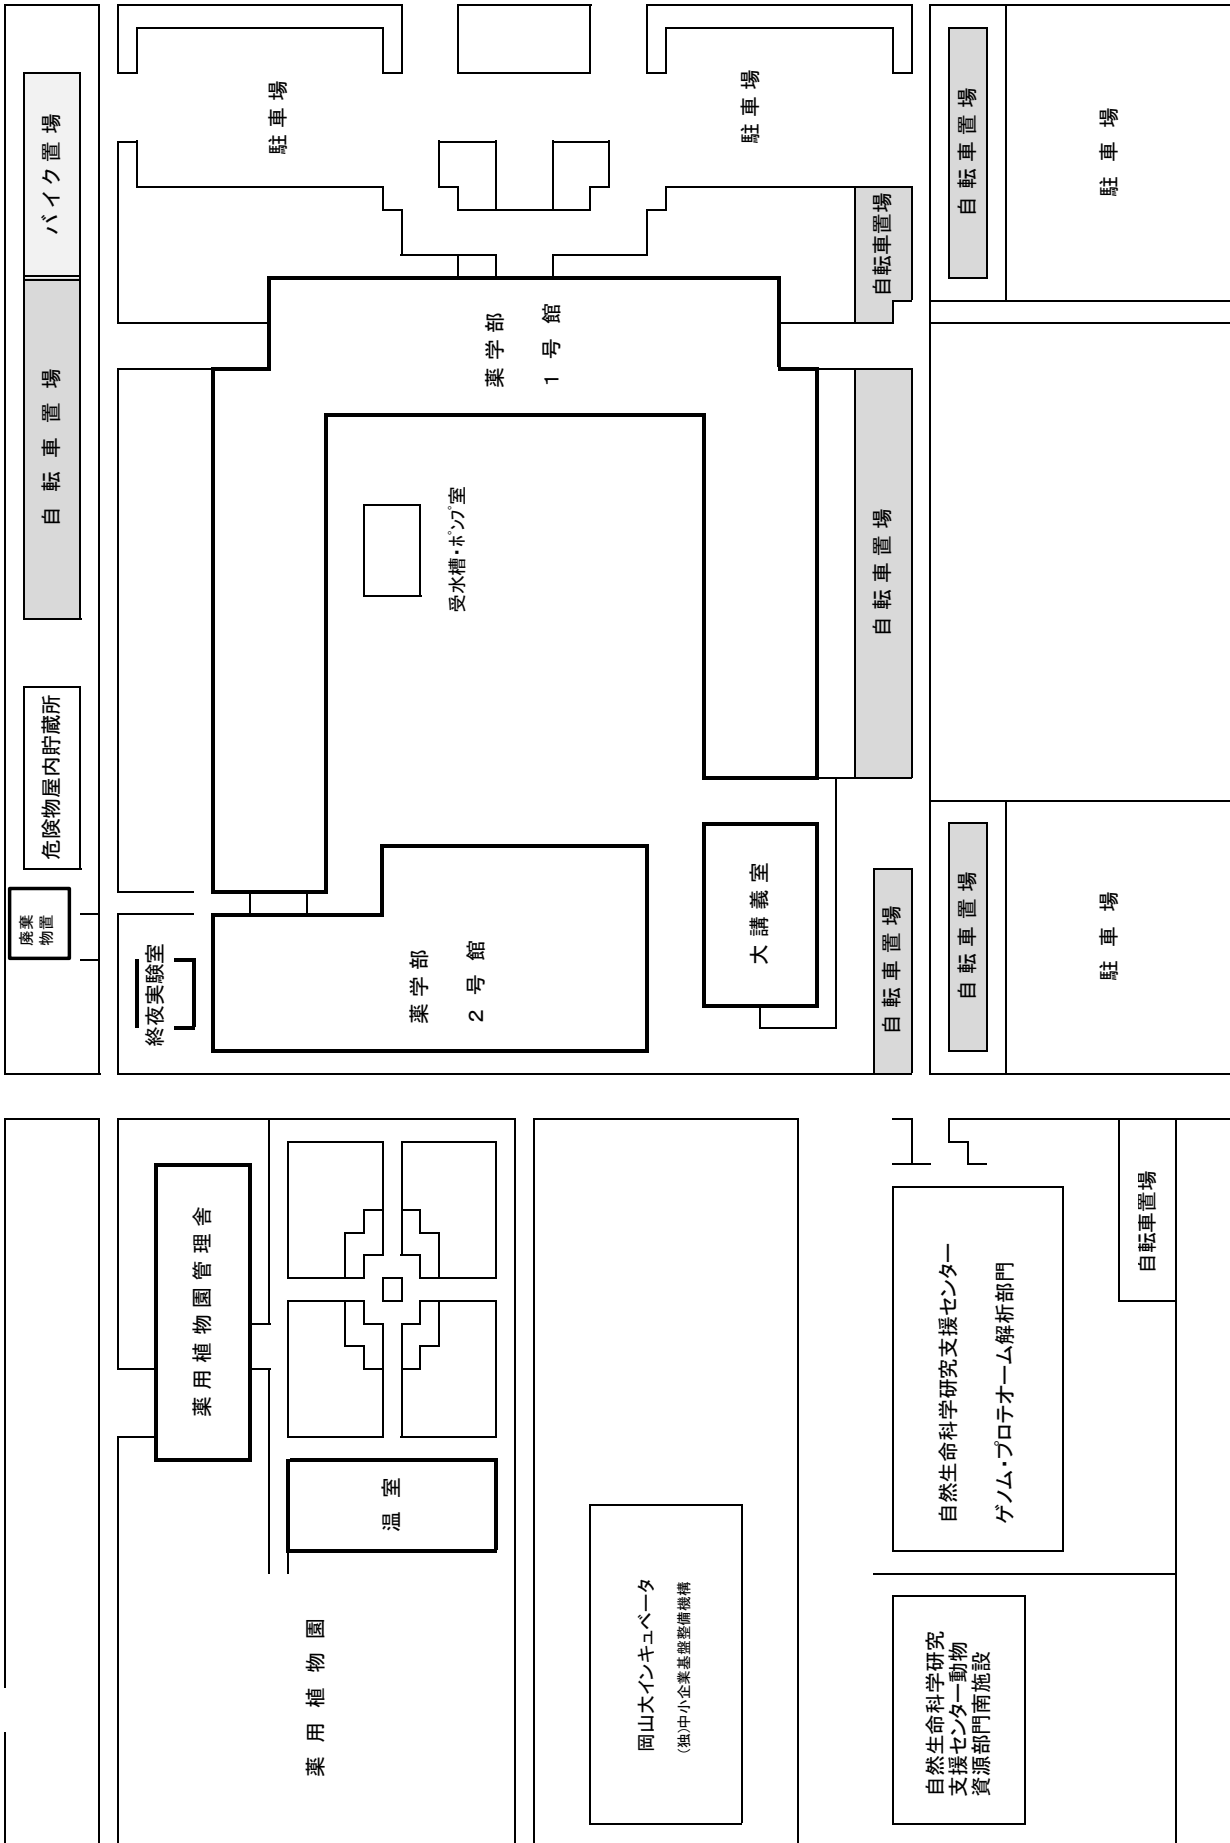 バイク置場
自転車置場
危険物屋内貯蔵所
廃棄
物置
終夜実験室
駐車場
駐車場
自転車置場
自転車置場
駐車場
薬学部
1号館
受水槽・ポンプ室
自転車置場
薬学部
2号館
大講義室
自転車置場
自転車置場
駐車場
薬用植物園管理舎
温室
薬用植物園
岡山大インキュベータ
(独)中小企業基盤整備機構
自転車置場
自然生命科学研究支援センター
ゲノム・プロテオーム解析部門
自然生命科学研究
支援センター動物
資源部門南施設